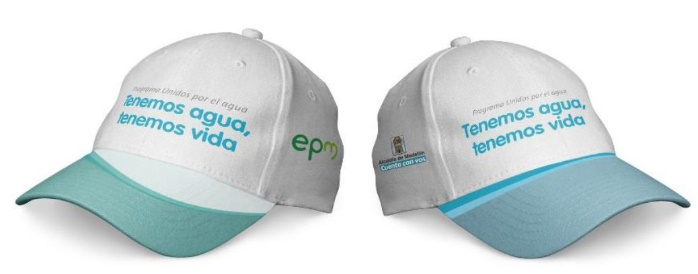 Programa Unidos por el agua
Tenemos agua,
tenemos vida
epm
Programa Unidos por el agua
Tenemos agua,
tenemos vida
Alcaldía de Medellín
Cuenta con vos